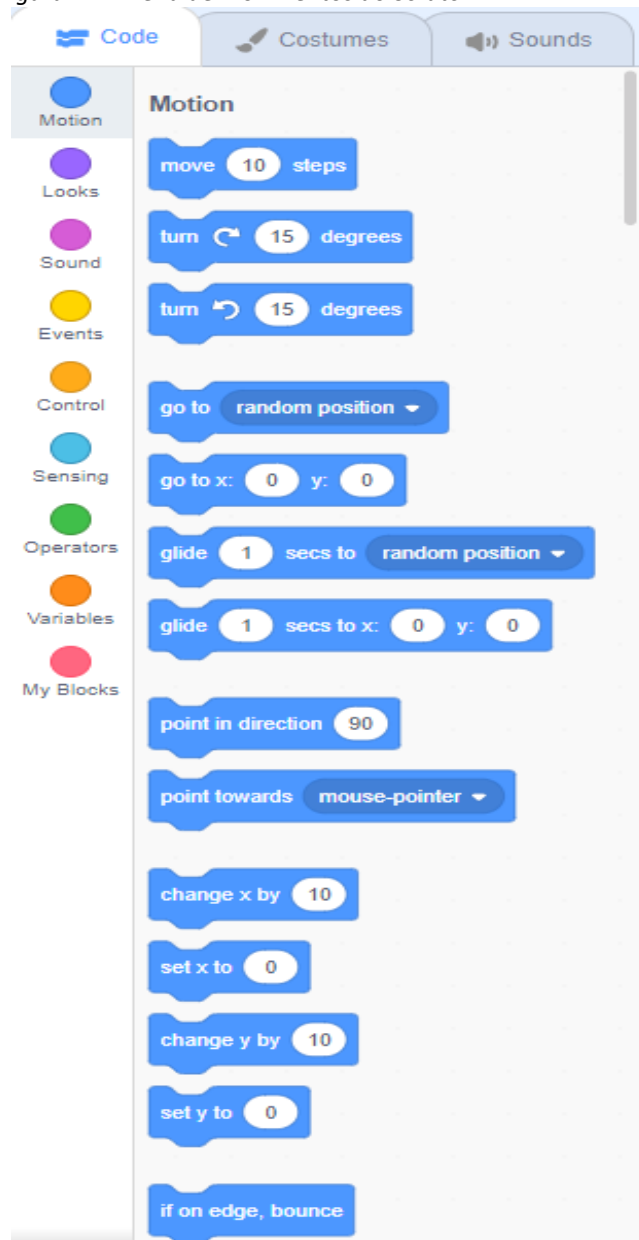 Code Costumes Sounds
Motion
Looks
Sound
Events
Control
Sensing
Operators
Variables
My Blocks
Motion
move 10 steps
turn 15 degrees
turn 15 degrees
go to random position
go to x: 0 y: 0
glide 1 secs to random position
glide 1 secs to x: 0 y: 0
point in direction 90
point towards mouse-pointer
change x by 10
set x to 0
change y by 10
set y to 0
if on edge, bounce